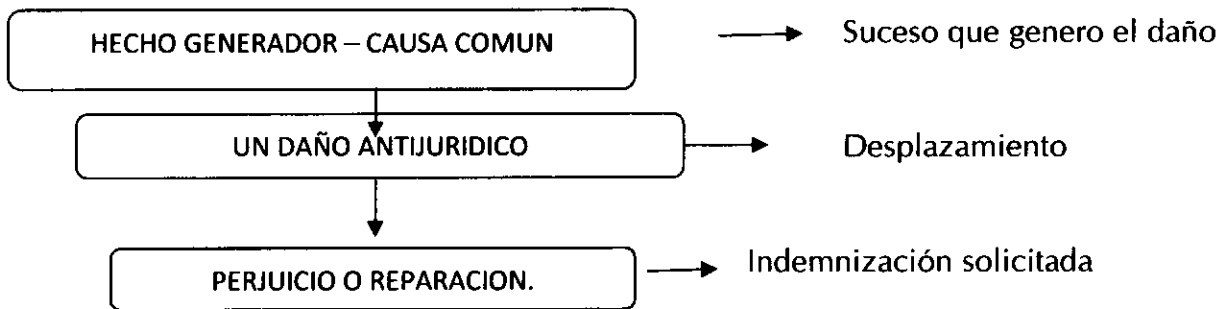 HECHO GENERADOR – CAUSA COMUN
Suceso que genero el daño
UN DAÑO ANTIJURIDICO
Desplazamiento
PERJUICIO O REPARACION.
Indemnización solicitada